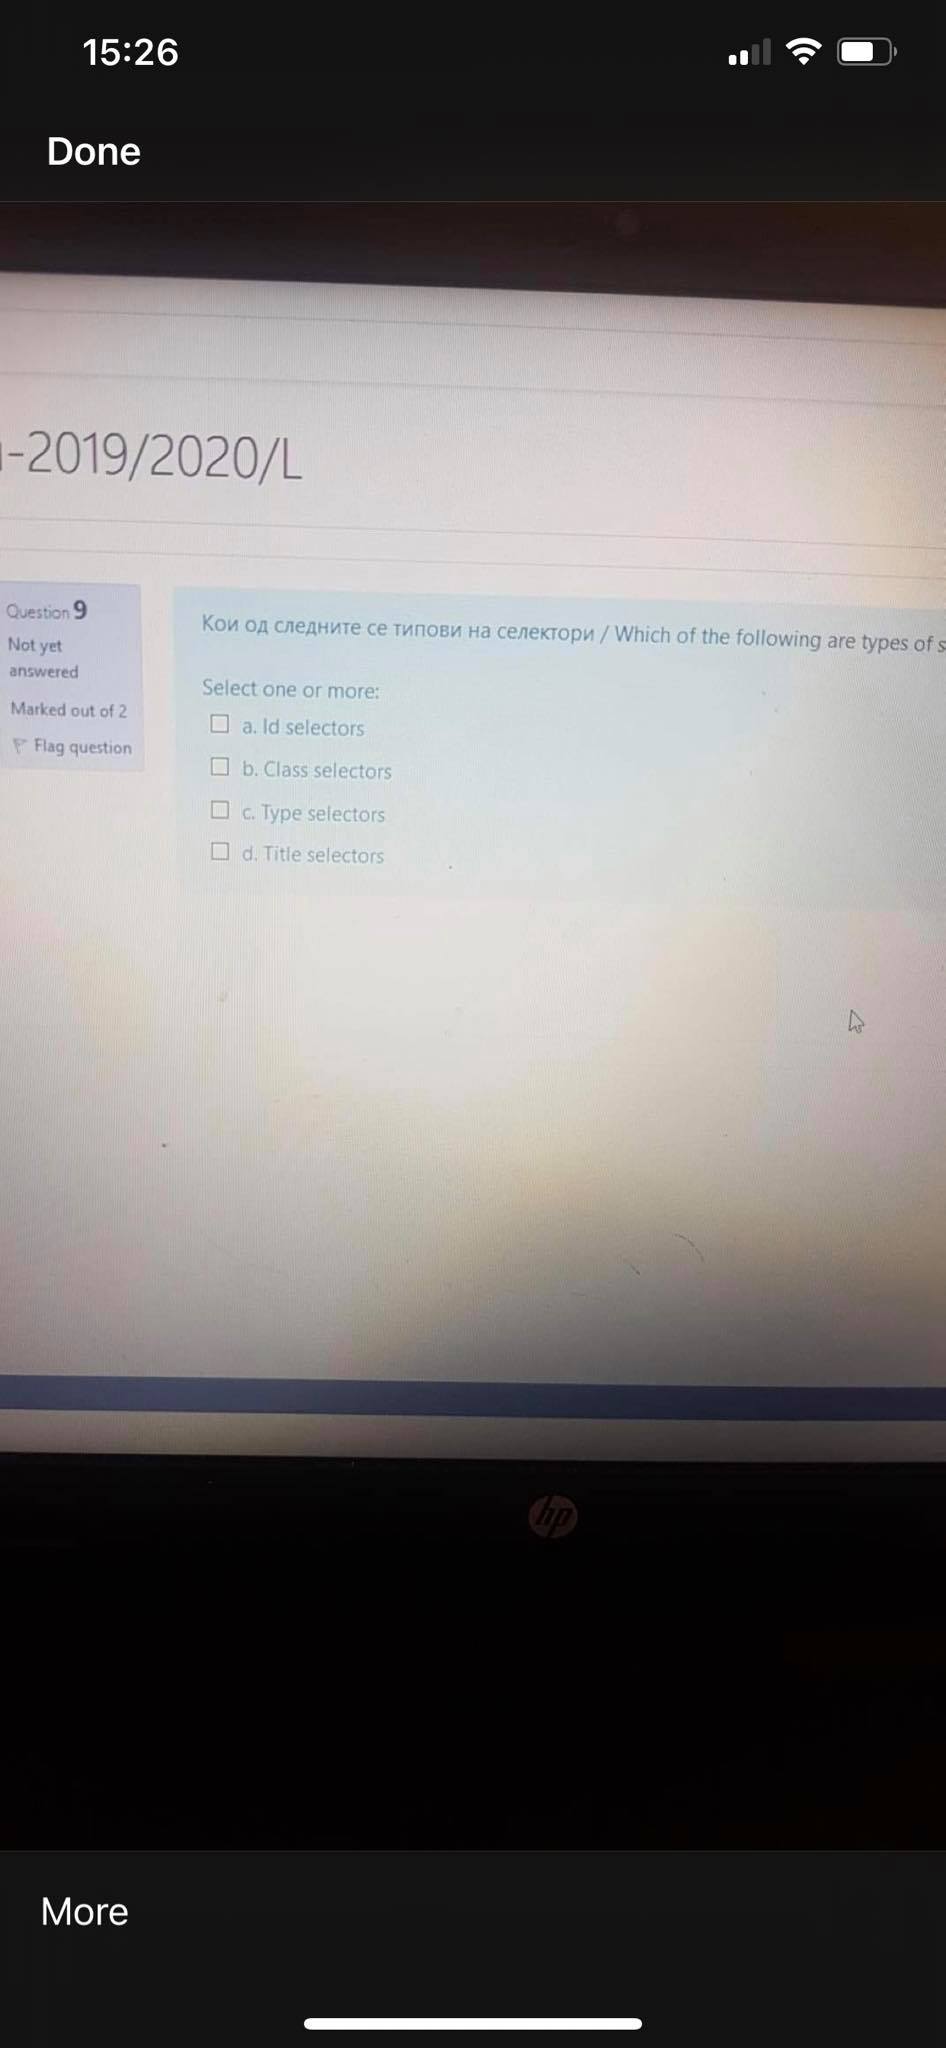 15:26
Done
-2019/2020/L
Question 9
Not yet
answered
Marked out of 2
Flag question
Кои од следните се типови на селектори / Which of the following are types of s
Select one or more:
a. Id selectors
b. Class selectors
c. Type selectors
d. Title selectors
hp
More